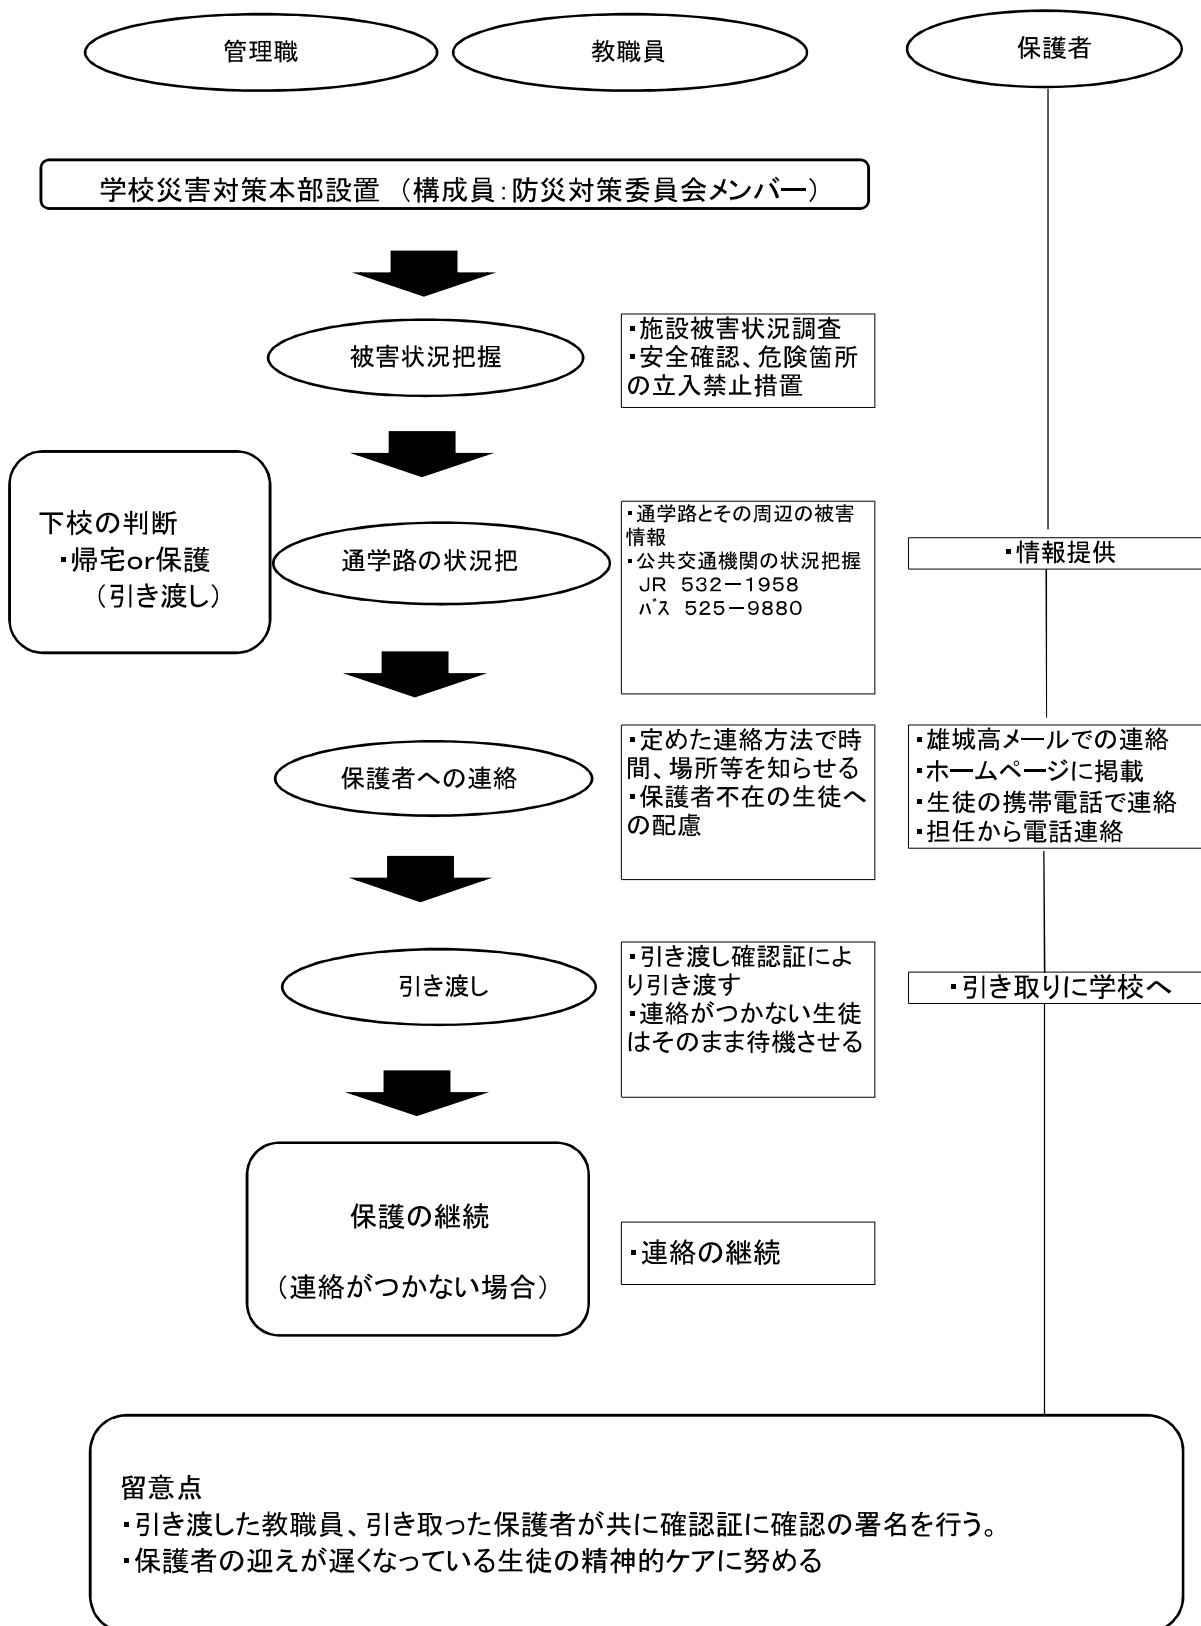 管理職
教職員
保護者
学校災害対策本部設置 （構成員：防災対策委員会メンバー）
被害状況把握
・施設被害状況調査
・安全確認、危険箇所
の立入禁止措置
下校の判断
・帰宅or保護
（引き渡し）
通学路の状況把
・通学路とその周辺の被害
情報
・公共交通機関の状況把握
JR 532－1958
ﾊﾞｽ 525－9880
・情報提供
保護者への連絡
・定めた連絡方法で時
間、場所等を知らせる
・保護者不在の生徒へ
の配慮
・雄城高メールでの連絡
・ホームページに掲載
・生徒の携帯電話で連絡
・担任から電話連絡
引き渡し
・引き渡し確認証によ
り引き渡す
・連絡がつかない生徒
はそのまま待機させる
・引き取りに学校へ
保護の継続
（連絡がつかない場合）
・連絡の継続
留意点
・引き渡した教職員、引き取った保護者が共に確認証に確認の署名を行う。
・保護者の迎えが遅くなっている生徒の精神的ケアに努める